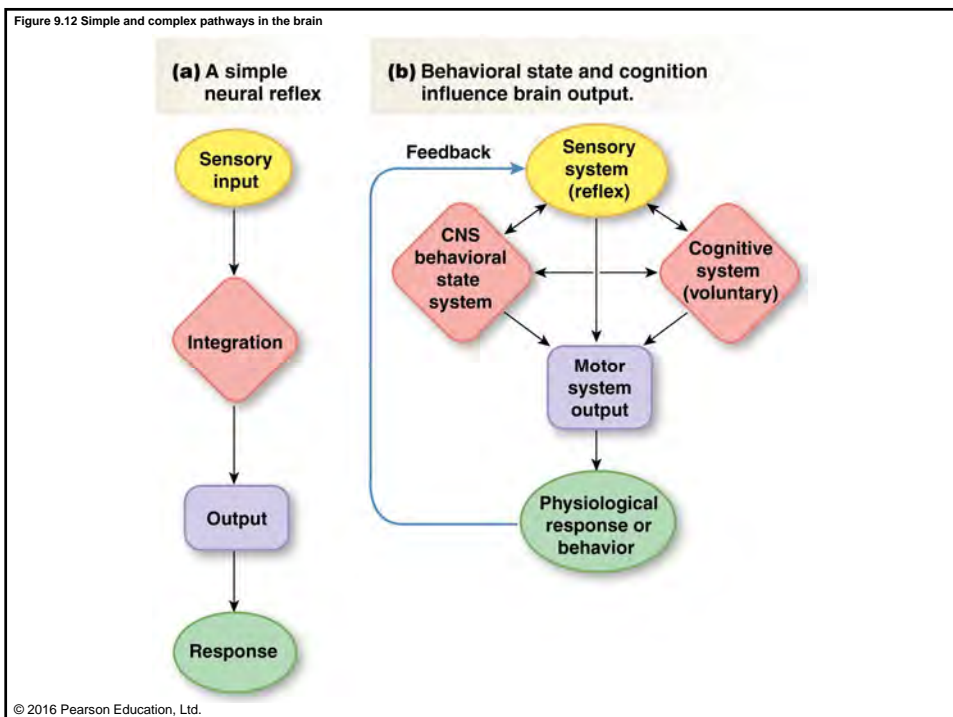 Figure 9.12 Simple and complex pathways in the brain
(a) A simple
neural reflex
Sensory
input
Integration
Output
Response
(b) Behavioral state and cognition
influence brain output.
Feedback
Sensory
system
(reflex)
CNS
behavioral
state
system
Cognitive
system
(voluntary)
Motor
system
output
Physiological
response or
behavior
© 2016 Pearson Education, Ltd.